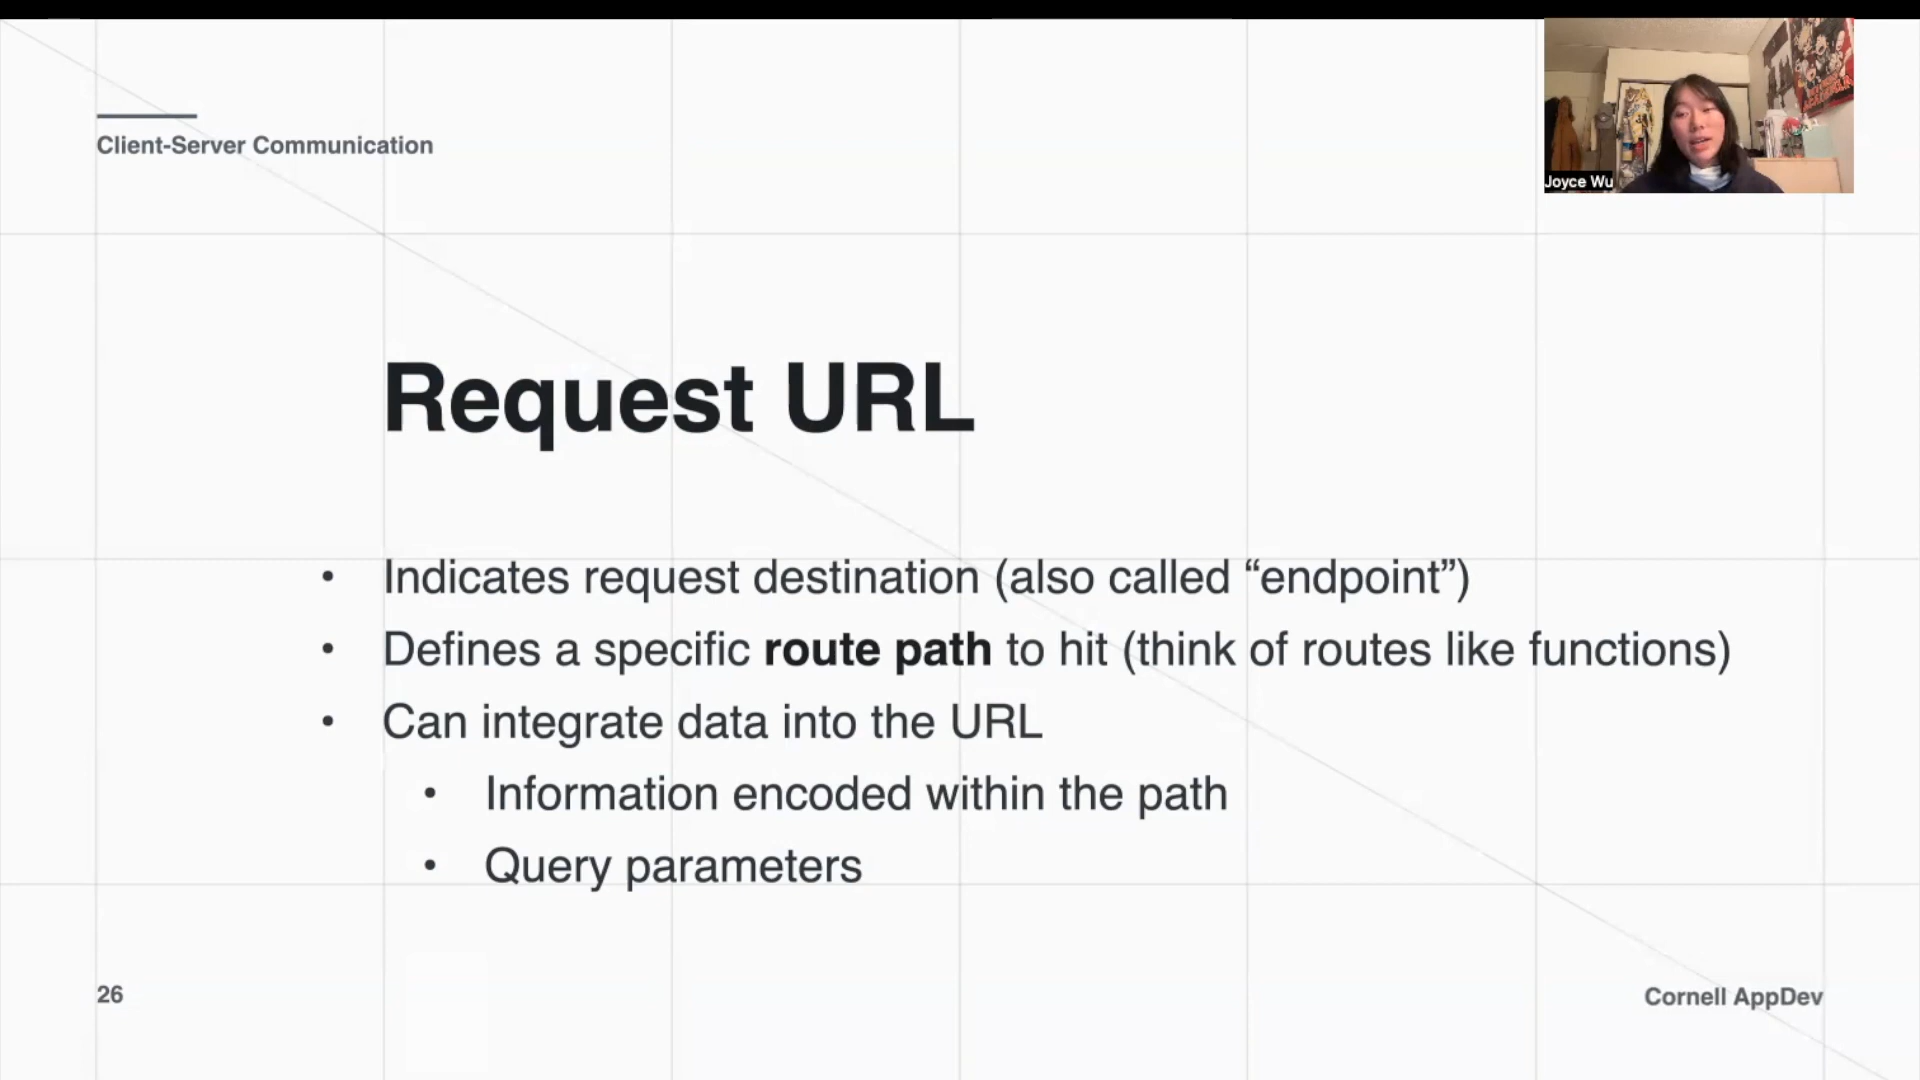 Client-Server Communication
Joyce Wu
Request URL
• Indicates request destination (also called “endpoint”)
• Defines a specific route path to hit (think of routes like functions)
• Can integrate data into the URL
• Information encoded within the path
• Query parameters
26
Cornell AppDev